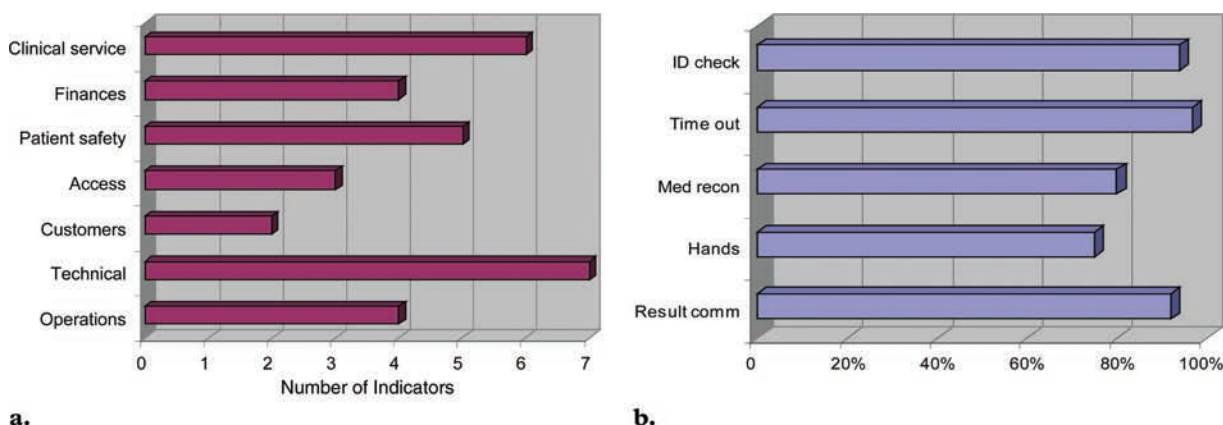 Clinical service
Finances
Patient safety
Access
Customers
Technical
Operations
0 1 2 3 4 5 6 7
Number of Indicators
a.
ID check
Time out
Med recon
Hands
Result comm
0 20% 40% 60% 80% 100%
b.